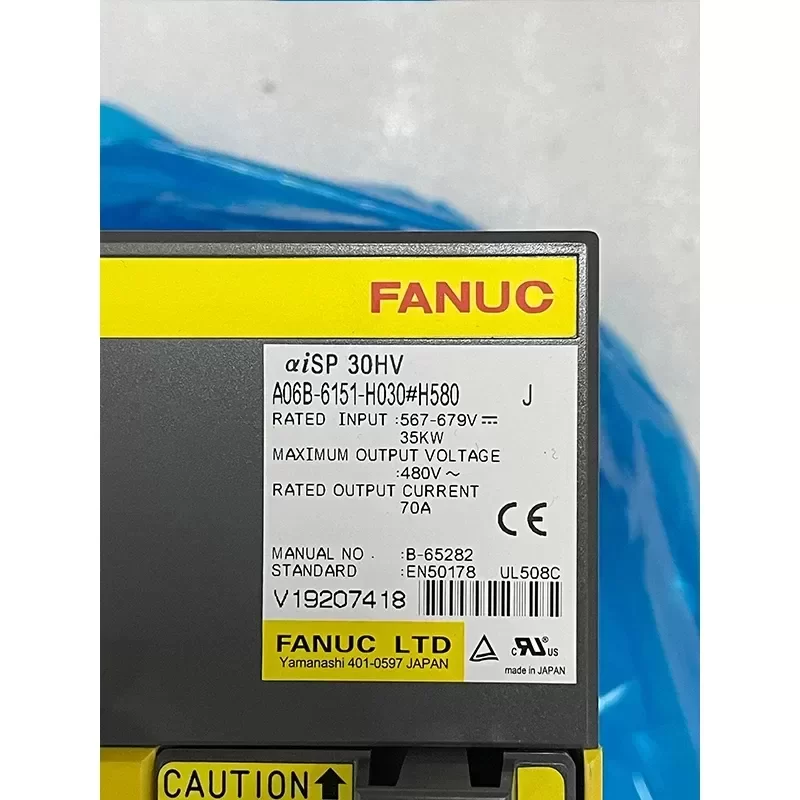 FANUC
αiSP 30HV
A06B-6151-H030#H580 J
RATED INPUT :567-679V⎓
35KW
MAXIMUM OUTPUT VOLTAGE
:480V～
RATED OUTPUT CURRENT
70A
CE
MANUAL NO. :B-65282
STANDARD :EN50178 UL508C
V19207418
FANUC LTD
Yamanashi 401-0597 JAPAN
c RU® US
made in JAPAN
CAUTION